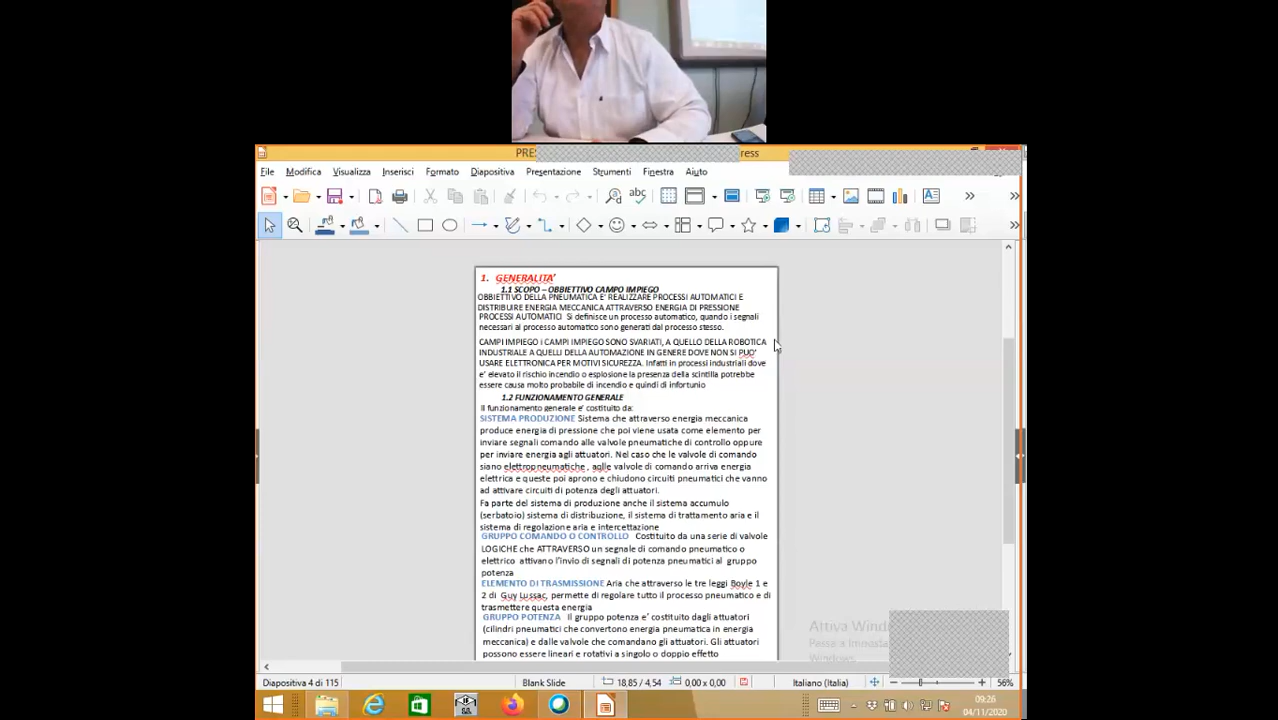 PRES
ress
File Modifica Visualizza Inserisci Formato Diapositiva Presentazione Strumenti Finestra Aiuto
abc
1. GENERALITA'
1.1 SCOPO – OBBIETTIVO CAMPO IMPIEGO
OBBIETTIVO DELLA PNEUMATICA E' REALIZZARE PROCESSI AUTOMATICI E
DISTRIBUIRE ENERGIA MECCANICA ATTRAVERSO ENERGIA DI PRESSIONE
PROCESSI AUTOMATICI Si definisce un processo automatico, quando i segnali
necessari al processo automatico sono generati dal processo stesso.
CAMPI IMPIEGO i CAMPI IMPIEGO SONO SVARIATI, A QUELLO DELLA ROBOTICA
INDUSTRIALE A QUELLI DELLA AUTOMAZIONE IN GENERE DOVE NON SI PUO'
USARE ELETTRONICA PER MOTIVI SICUREZZA. Infatti in processi industriali dove
e' elevato il rischio incendio o esplosione la presenza della scintilla potrebbe
essere causa molto probabile di incendio e quindi di infortunio
1.2 FUNZIONAMENTO GENERALE
Il funzionamento generale e' costituito da:
SISTEMA PRODUZIONE Sistema che attraverso energia meccanica
produce energia di pressione che poi viene usata come elemento per
inviare segnali comando alle valvole pneumatiche di controllo oppure
per inviare energia agli attuatori. Nel caso che le valvole di comando
siano elettropneumatiche , aqlle valvole di comando arriva energia
elettrica e queste poi aprono e chiudono circuiti pneumatici che vanno
ad attivare circuiti di potenza degli attuatori.
Fa parte del sistema di produzione anche il sistema accumulo
(serbatoio) sistema di distribuzione, il sistema di trattamento aria e il
sistema di regolazione aria e intercettazione
GRUPPO COMANDO O CONTROLLO Costituito da una serie di valvole
LOGICHE che ATTRAVERSO un segnale di comando pneumatico o
elettrico attivano l'invio di segnali di potenza pneumatici al gruppo
potenza
ELEMENTO DI TRASMISSIONE Aria che attraverso le tre leggi Boyle 1 e
2 di Guy Lussac, permette di regolare tutto il processo pneumatico e di
trasmettere questa energia
GRUPPO POTENZA Il gruppo potenza e' costituito dagli attuatori
(cilindri pneumatici che convertono energia pneumatica in energia
meccanica) e dalle valvole che comandano gli attuatori. Gli attuatori
possono essere lineari e rotativi a singolo o doppio effetto
Attiva Wind
Passa a Imposta
Windows.
Diapositiva 4 di 115 Blank Slide 18,85 / 4,54 0,00 x 0,00 Italiano (Italia) 56%
09:26
04/11/2020